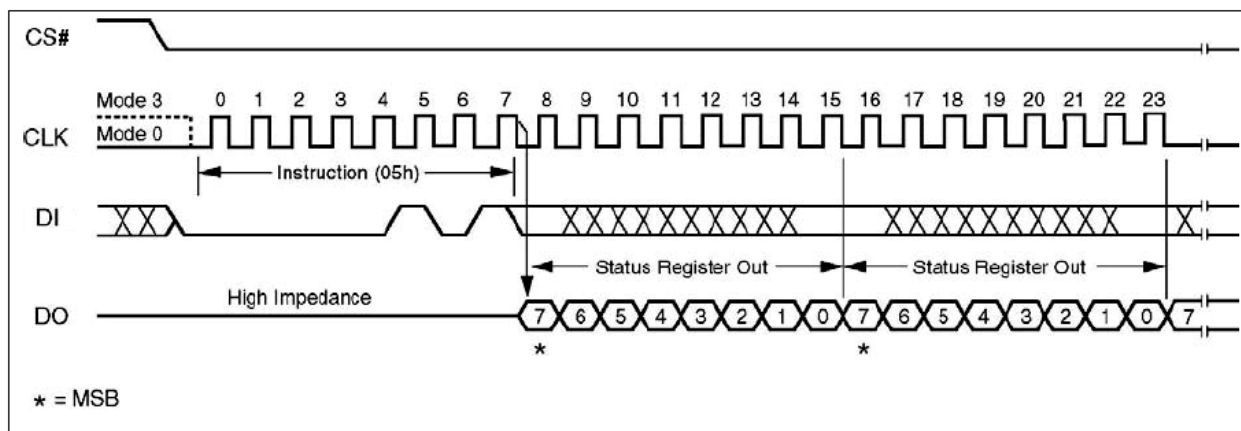 CS#
Mode 3
0 1 2 3 4 5 6 7 8 9 10 11 12 13 14 15 16 17 18 19 20 21 22 23
CLK
Mode 0
Instruction (05h)
DI
Status Register Out
Status Register Out
High Impedance
DO
7 6 5 4 3 2 1 0 7 6 5 4 3 2 1 0 7
* *
* = MSB